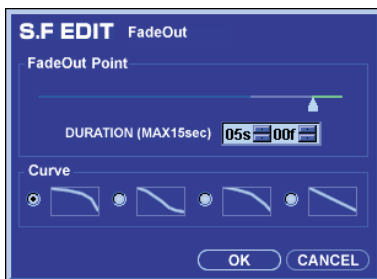 S.F EDIT FadeOut
FadeOut Point
DURATION (MAX15sec) 05s 00f
Curve
OK CANCEL